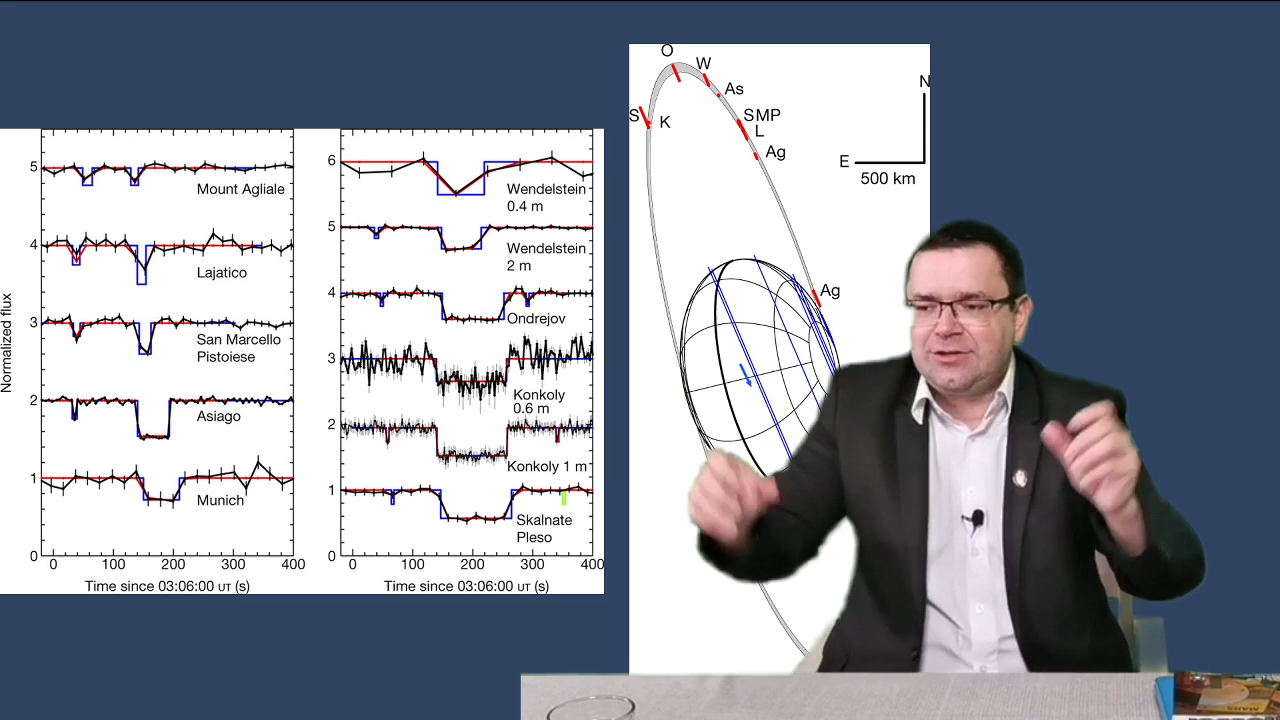 Normalized flux
5
4
3
2
1
0
Mount Agliale
Lajatico
San Marcello
Pistoiese
Asiago
Munich
0 100 200 300 400
Time since 03:06:00 UT (s)
6
5
4
3
2
1
0
Wendelstein
0.4 m
Wendelstein
2 m
Ondrejov
Konkoly
0.6 m
Konkoly 1 m
Skalnate
Pleso
0 100 200 300 400
Time since 03:06:00 UT (s)
O
W
As
S
K
SMP
L
Ag
N
E
500 km
Ag